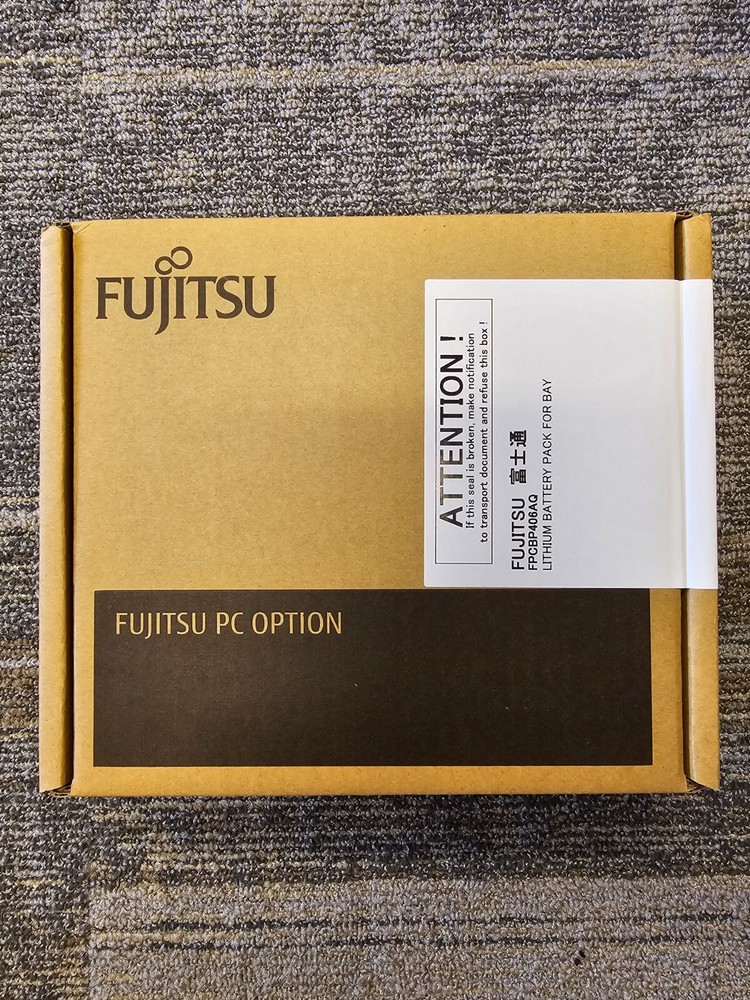 FUJITSU
ATTENTION !
If this seal is broken, make notification
to transport document and refuse this box !
FUJITSU 富士通
FPCBP406AQ
LITHIUM BATTERY PACK FOR BAY
FUJITSU PC OPTION